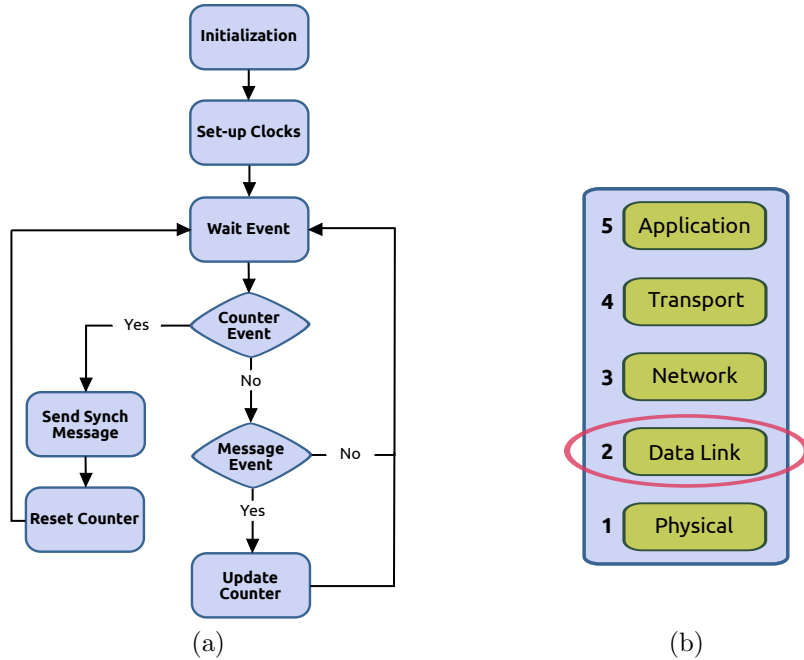 Initialization
Set-up Clocks
Wait Event
Counter
Event
Yes
No
Send Synch
Message
Reset Counter
Message
Event
No
Yes
Update
Counter
(a)
5 Application
4 Transport
3 Network
2 Data Link
1 Physical
(b)